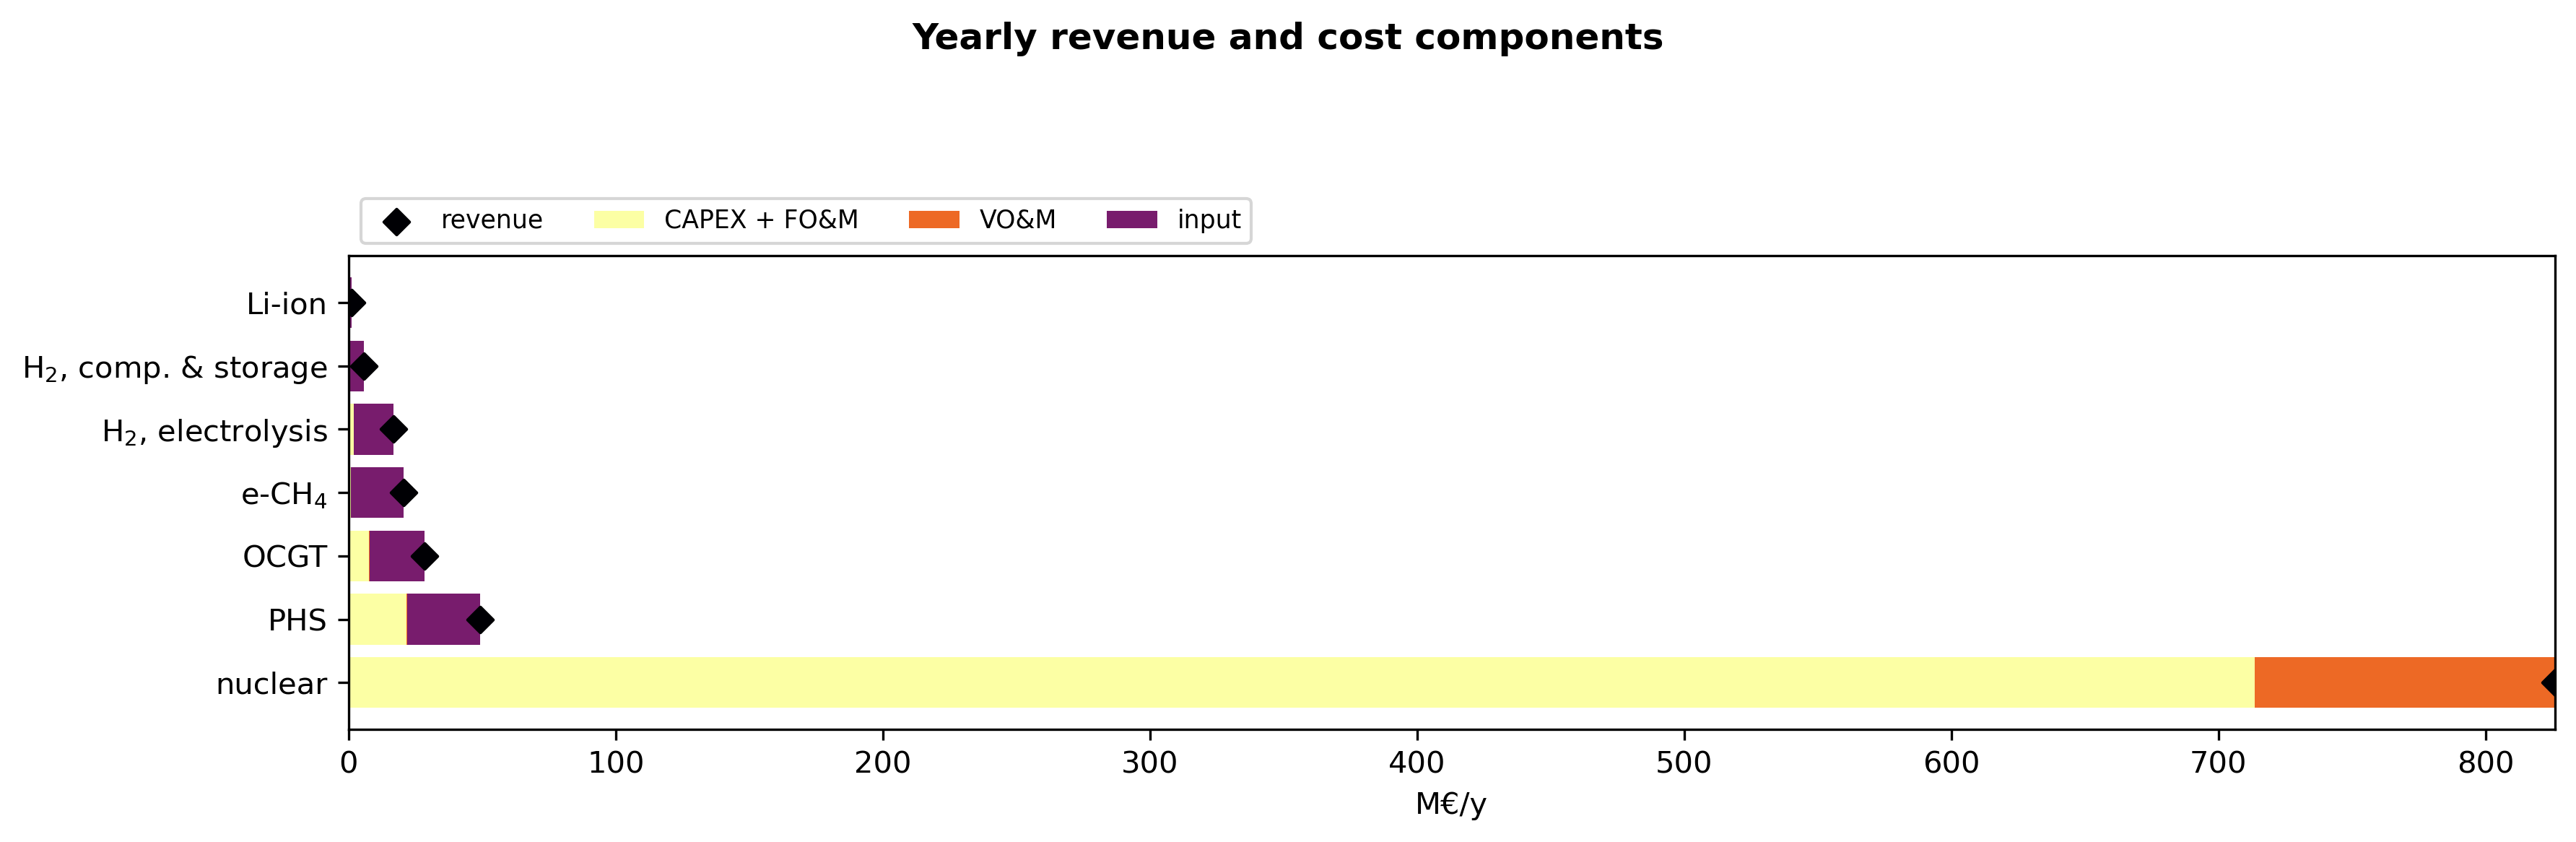 Yearly revenue and cost components
revenue CAPEX + FO&M VO&M input
Li-ion
H₂, comp. & storage
H₂, electrolysis
e-CH₄
OCGT
PHS
nuclear
0 100 200 300 400 500 600 700 800
M€/y